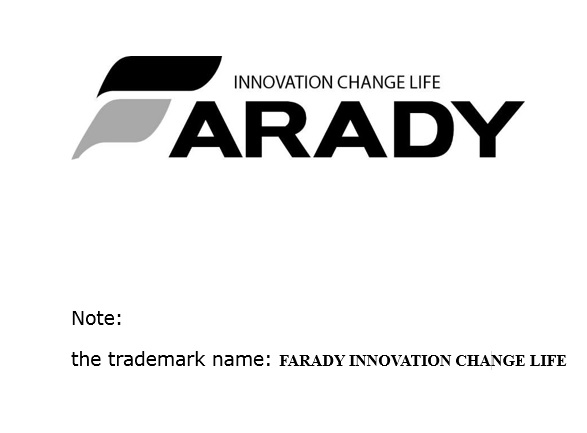 INNOVATION CHANGE LIFE
FARADY
Note:
the trademark name: FARADY INNOVATION CHANGE LIFE